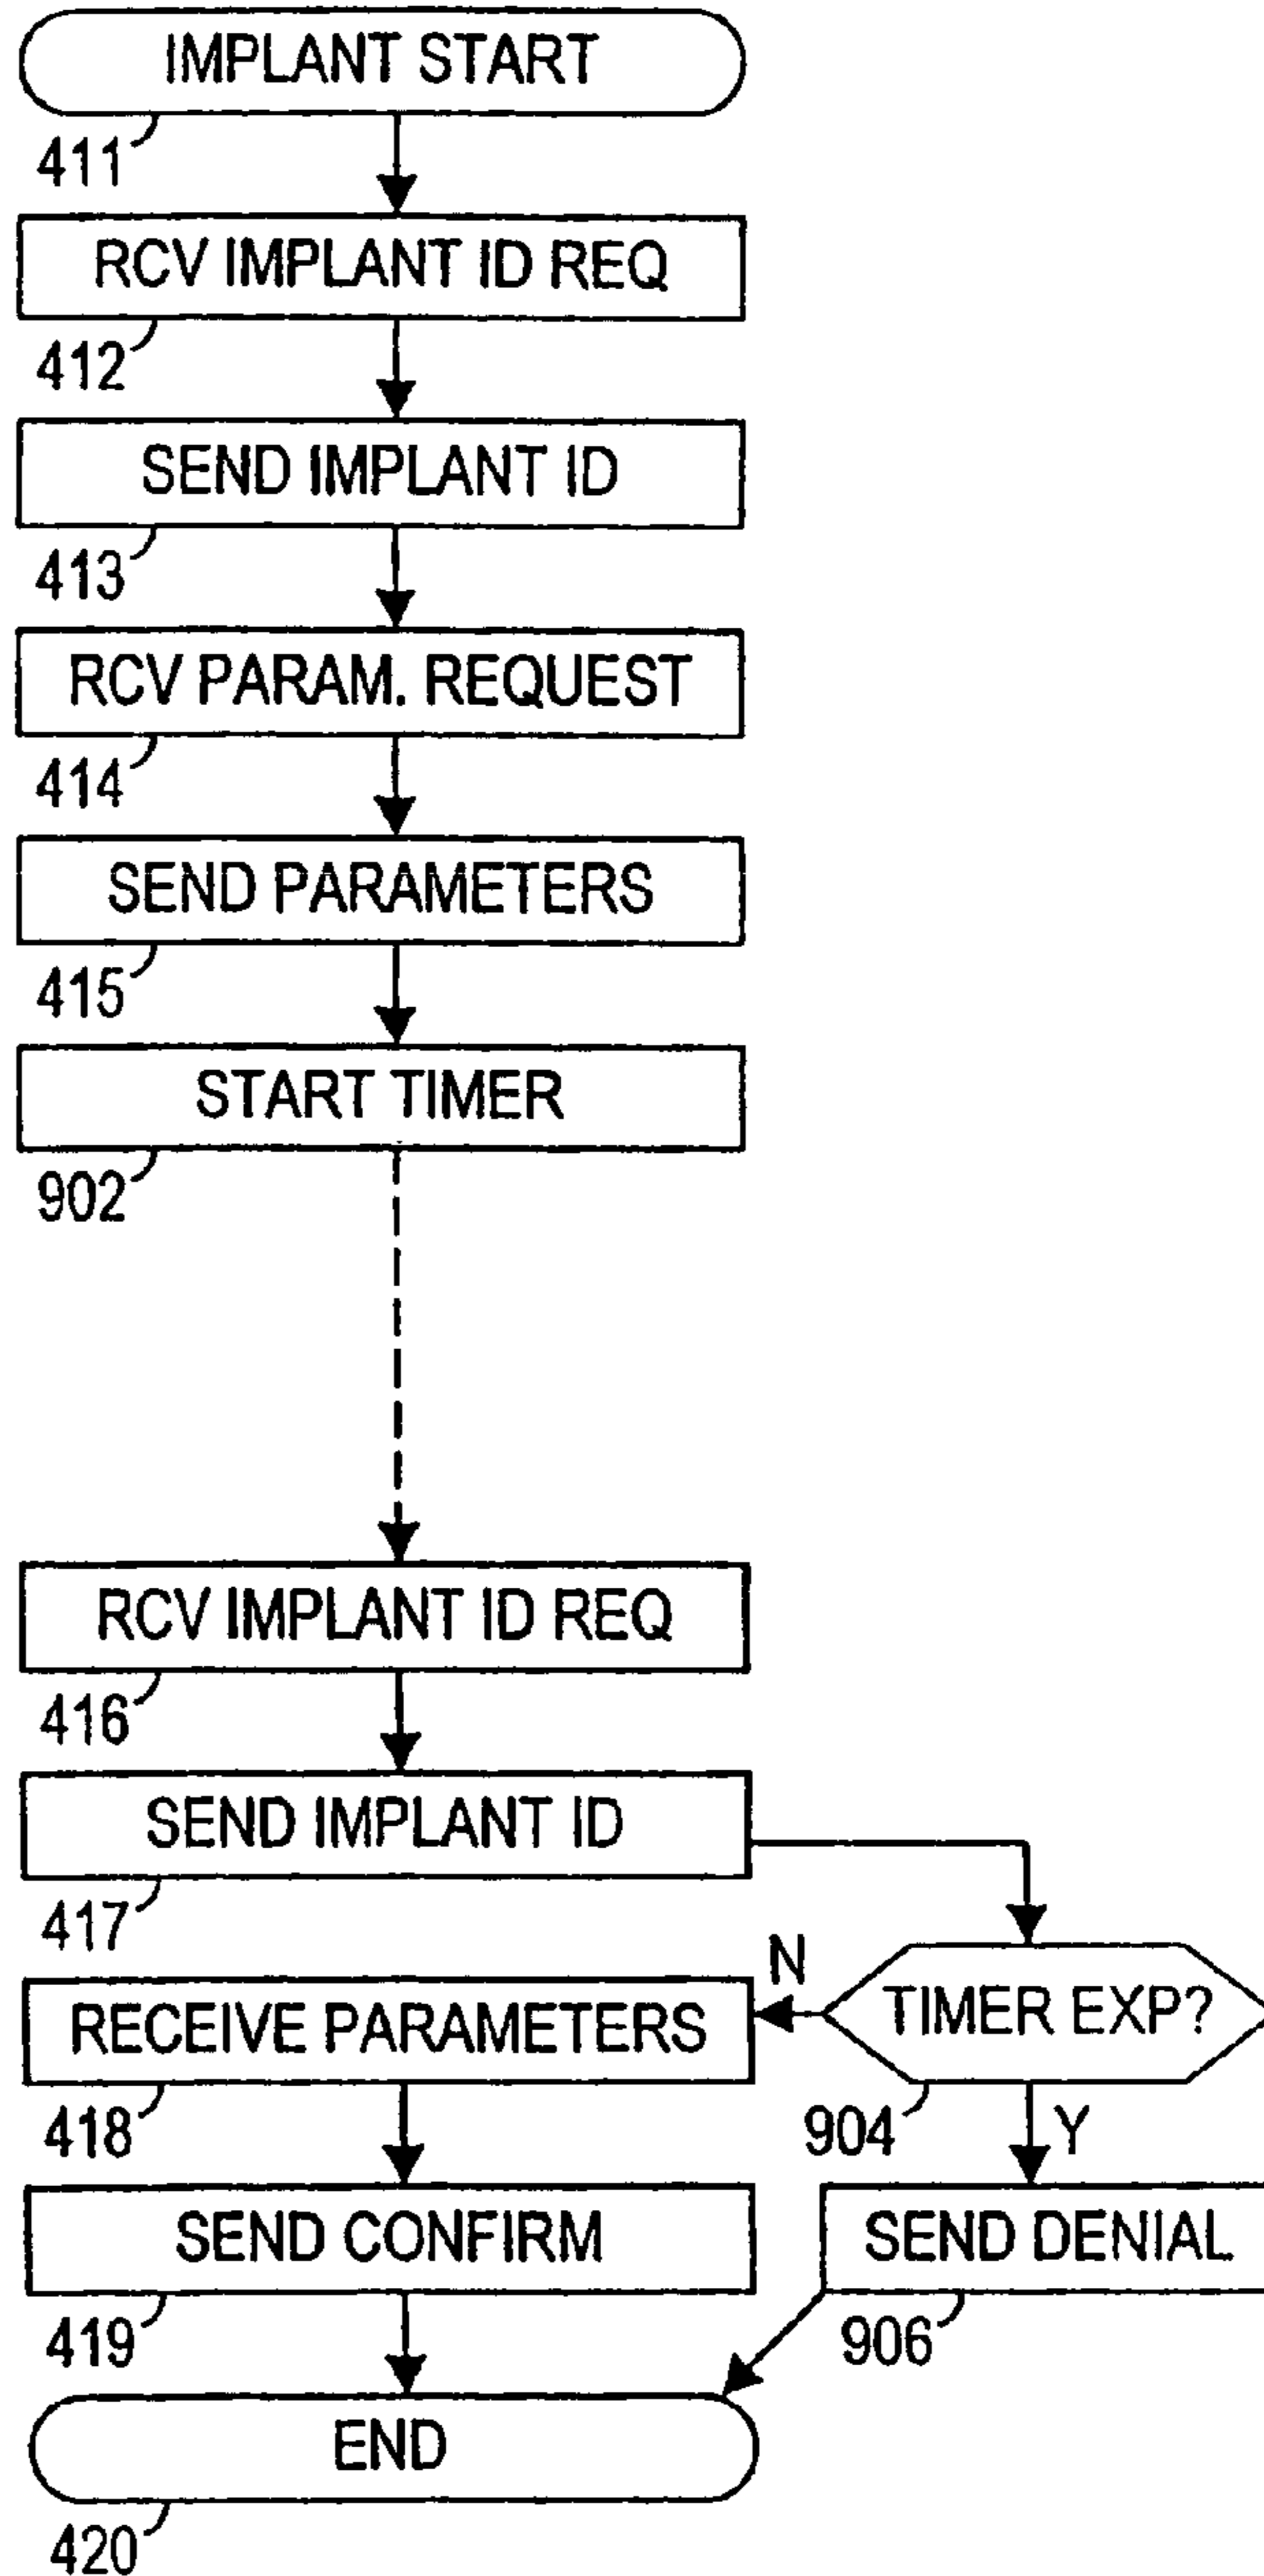 IMPLANT START
411
RCV IMPLANT ID REQ
412
SEND IMPLANT ID
413
RCV PARAM. REQUEST
414
SEND PARAMETERS
415
START TIMER
902
RCV IMPLANT ID REQ
416
SEND IMPLANT ID
417
N
TIMER EXP?
RECEIVE PARAMETERS
418
904
Y
SEND CONFIRM
SEND DENIAL
419
906
END
420